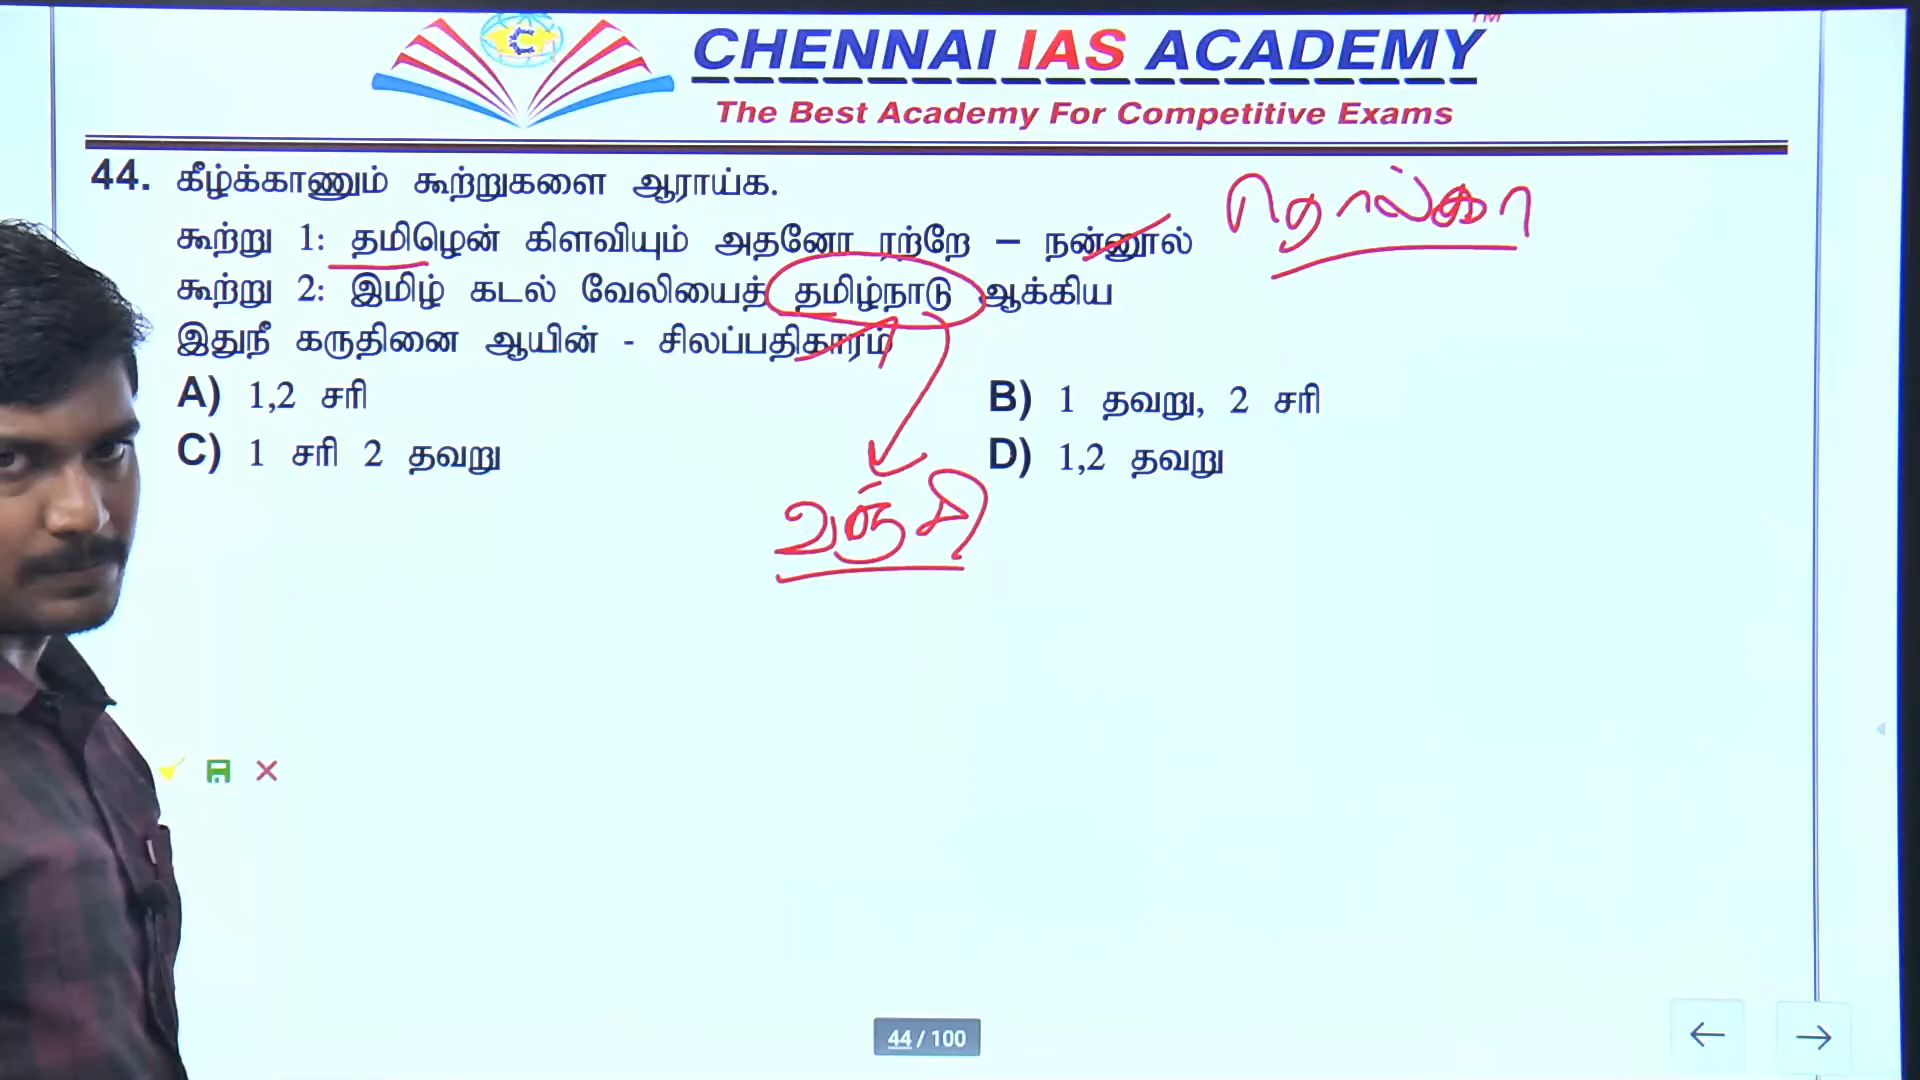 TM
CHENNAI IAS ACADEMY
The Best Academy For Competitive Exams
44. கீழ்க்காணும் கூற்றுகளை ஆராய்க.
தொல்கா
கூற்று 1: தமிழென் கிளவியும் அதனோ ரற்றே – நன்னூல்
கூற்று 2: இமிழ் கடல் வேலியைத் தமிழ்நாடு ஆக்கிய
இதுநீ கருதினை ஆயின் - சிலப்பதிகாரம்
A) 1,2 சரி
B) 1 தவறு, 2 சரி
C) 1 சரி 2 தவறு
D) 1,2 தவறு
வஞ்சி
44 / 100